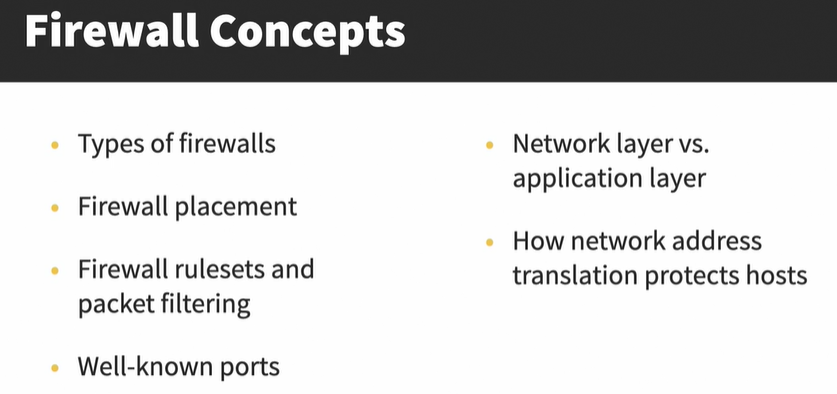 Firewall Concepts
• Types of firewalls
• Firewall placement
• Firewall rulesets and
packet filtering
• Well-known ports
• Network layer vs.
application layer
• How network address
translation protects hosts